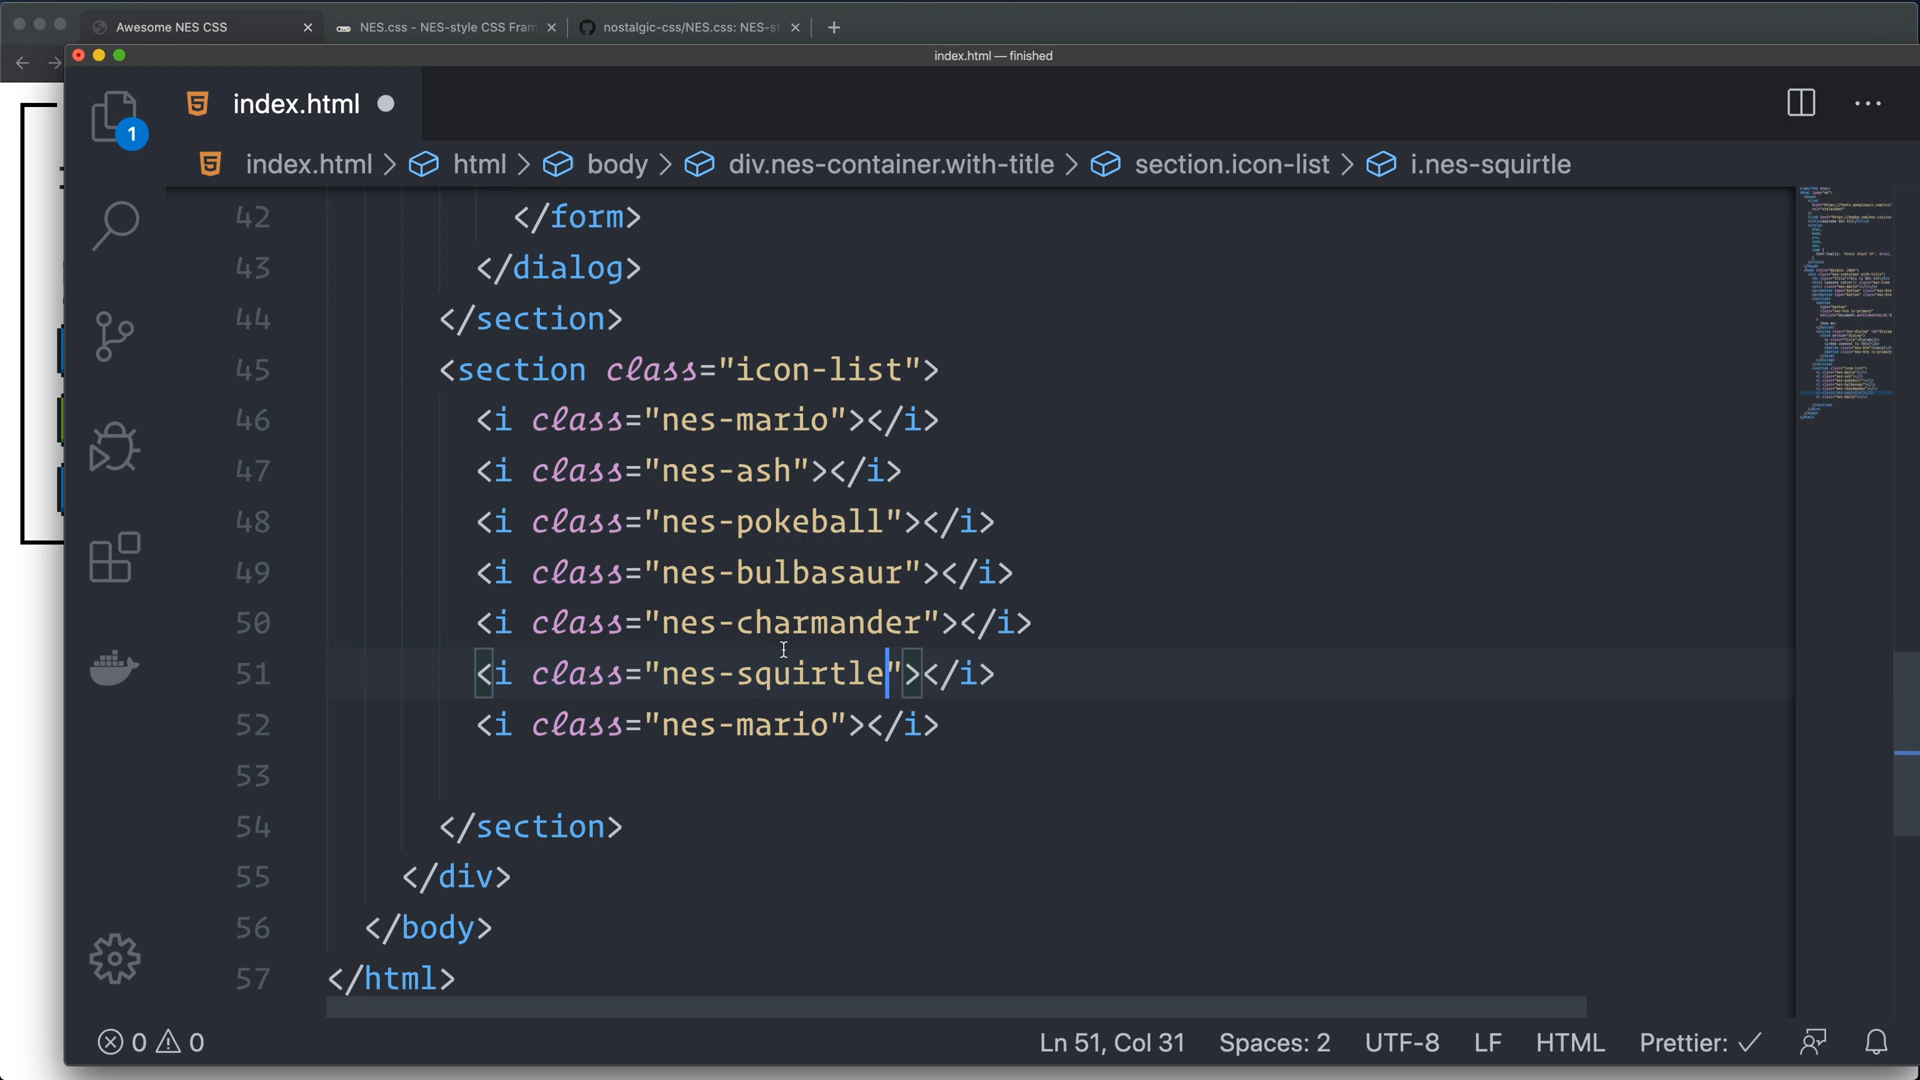 Awesome NES CSS
NES.css - NES-style CSS Fram
nostalgic-css/NES.css: NES-st
index.html — finished
1
index.html
index.html > html > body > div.nes-container.with-title > section.icon-list > i.nes-squirtle
42 </form>
43 </dialog>
44 </section>
45 <section class="icon-list">
46 <i class="nes-mario"></i>
47 <i class="nes-ash"></i>
48 <i class="nes-pokeball"></i>
49 <i class="nes-bulbasaur"></i>
50 <i class="nes-charmander"></i>
51 <i class="nes-squirtle"></i>
52 <i class="nes-mario"></i>
53
54 </section>
55 </div>
56 </body>
57 </html>
0 0 Ln 51, Col 31 Spaces: 2 UTF-8 LF HTML Prettier: ✓